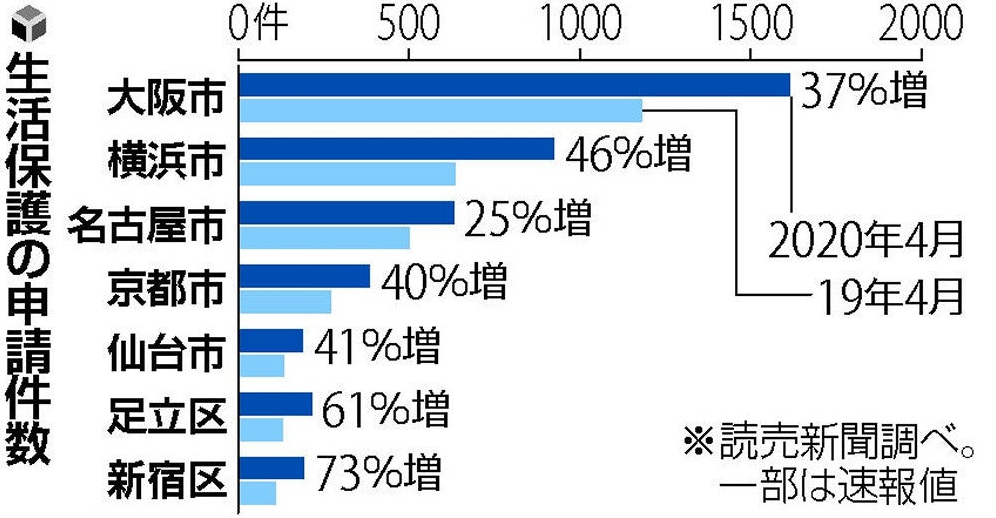 生活保護の申請件数
0件 500 1000 1500 2000
大阪市 37%増
横浜市 46%増
名古屋市 25%増
京都市 40%増
仙台市 41%増
足立区 61%増
新宿区 73%増
2020年4月
19年4月
※読売新聞調べ。
一部は速報値